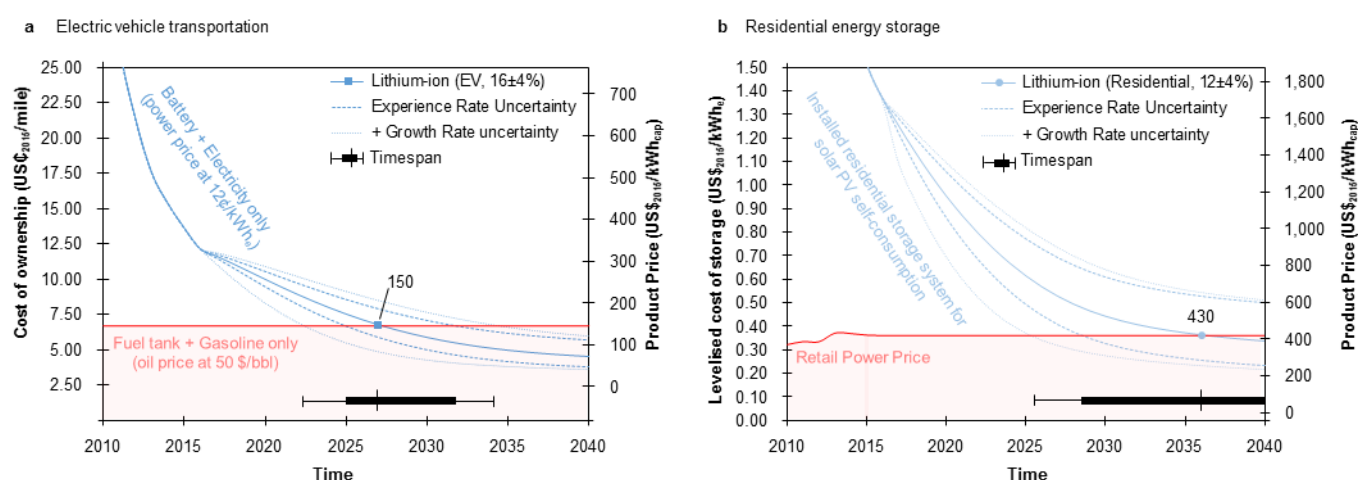 a Electric vehicle transportation
25.00
22.50
20.00
17.50
15.00
12.50
10.00
7.50
5.00
2.50
Cost of ownership (US¢2016/mile)
Battery + Electricity only
(power price at 12¢/kWhe)
Lithium-ion (EV, 16±4%)
Experience Rate Uncertainty
+ Growth Rate uncertainty
Timespan
150
Fuel tank + Gasoline only
(oil price at 50 $/bbl)
700
600
500
400
300
200
100
0
Product Price (US$2016/kWhcap)
2010 2015 2020 2025 2030 2035 2040
Time
b Residential energy storage
1.50
1.40
1.30
1.20
1.10
1.00
0.90
0.80
0.70
0.60
0.50
0.40
0.30
0.20
0.10
0.00
Levelised cost of storage (US$2016/kWhe)
Installed residential storage system for
solar PV self-consumption
Lithium-ion (Residential, 12±4%)
Experience Rate Uncertainty
+ Growth Rate uncertainty
Timespan
430
Retail Power Price
1,800
1,600
1,400
1,200
1,000
800
600
400
200
0
Product Price (US$2016/kWhcap)
2010 2015 2020 2025 2030 2035 2040
Time